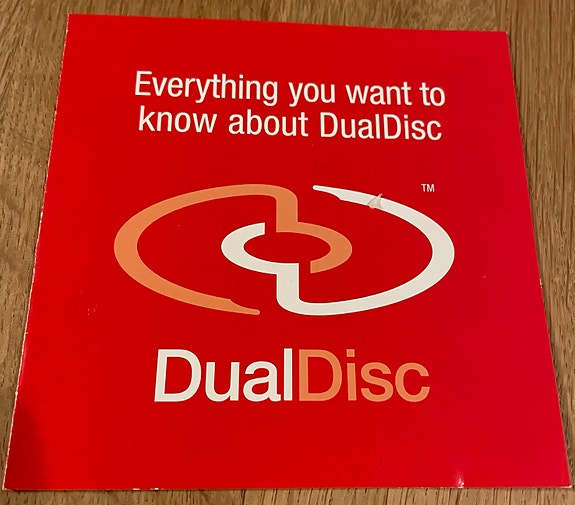 Everything you want to
know about DualDisc
TM
DualDisc